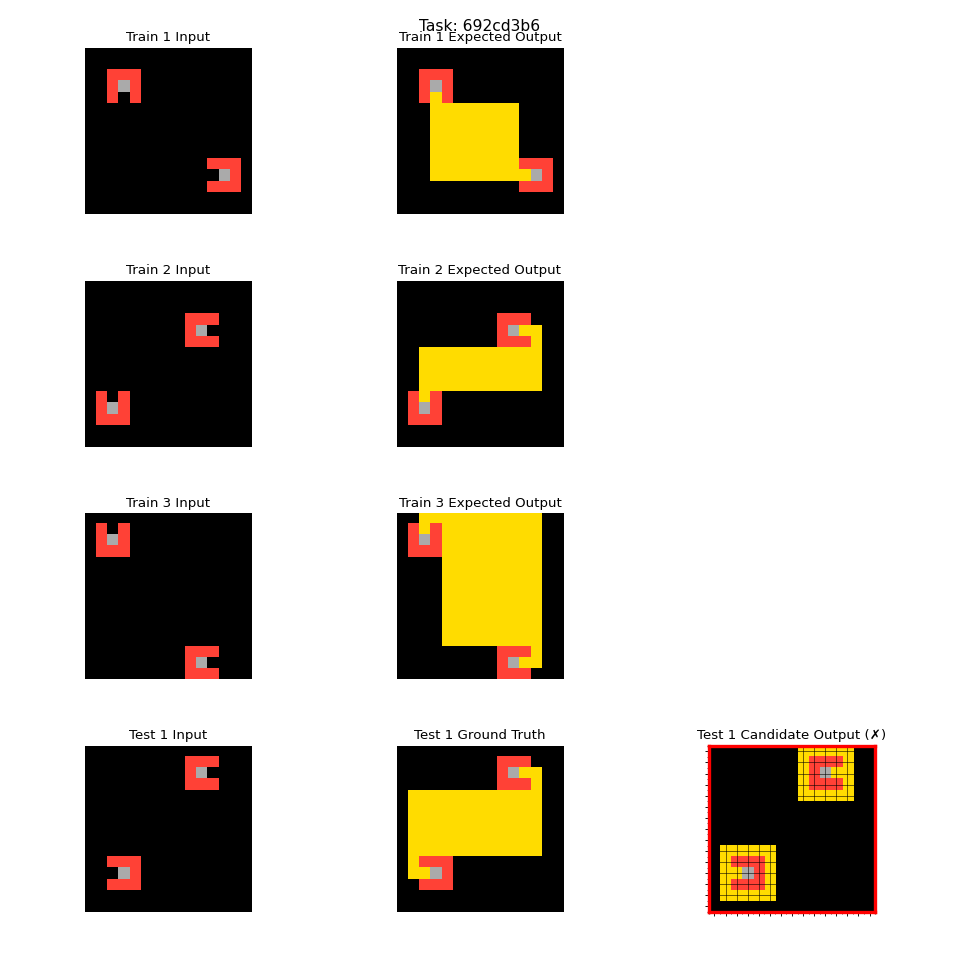 Task: 692cd3b6
Train 1 Input
Train 1 Expected Output
Train 2 Input
Train 2 Expected Output
Train 3 Input
Train 3 Expected Output
Test 1 Input
Test 1 Ground Truth
Test 1 Candidate Output (✗)